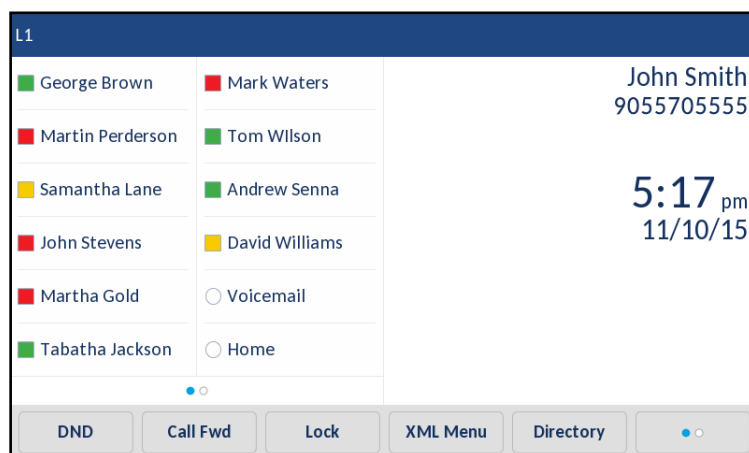 L1
George Brown
Martin Perderson
Samantha Lane
John Stevens
Martha Gold
Tabatha Jackson
Mark Waters
Tom WIlson
Andrew Senna
David Williams
Voicemail
Home
John Smith
9055705555
5:17 pm
11/10/15
DND
Call Fwd
Lock
XML Menu
Directory